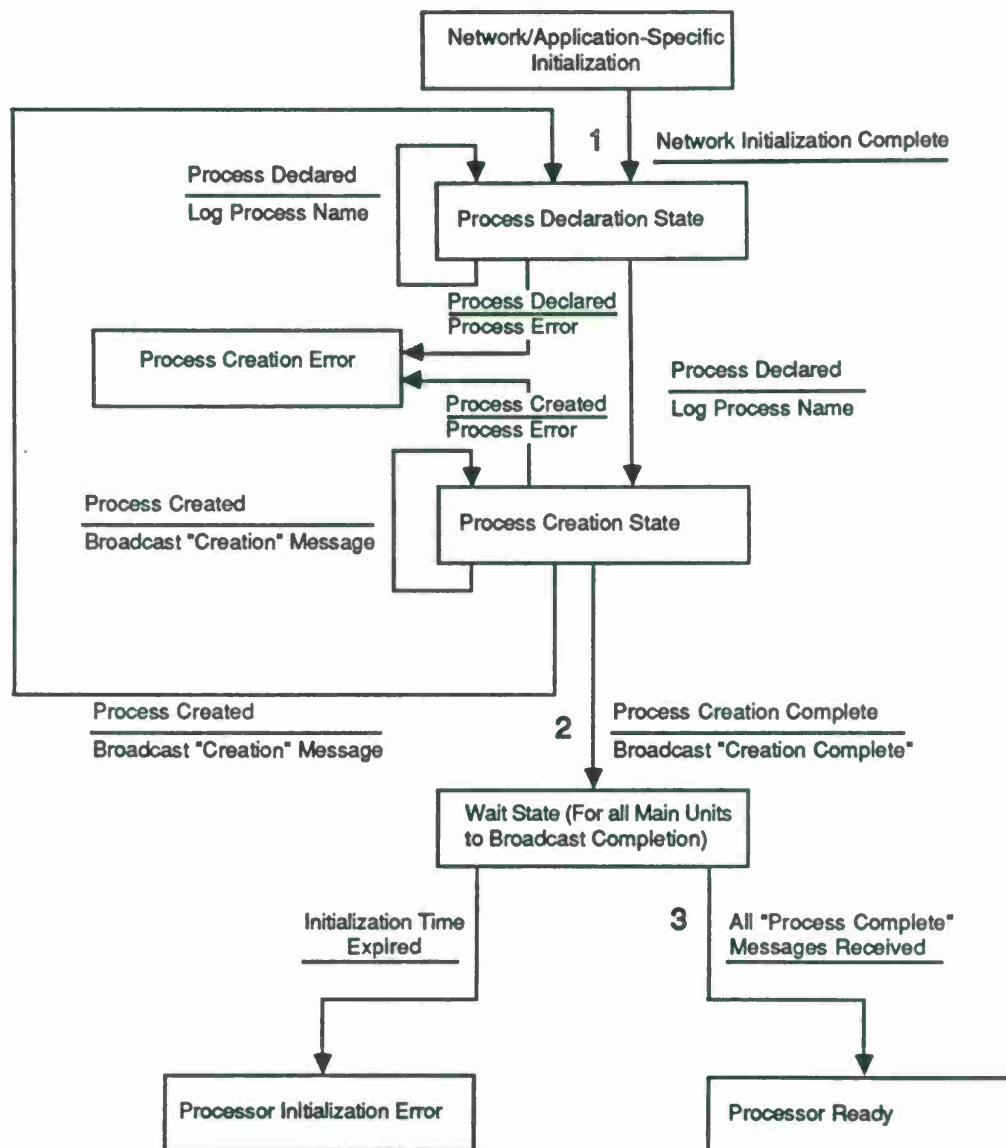 Network/Application-Specific
Initialization
1
Network Initialization Complete
Process Declared
Log Process Name
Process Declaration State
Process Declared
Process Error
Process Creation Error
Process Declared
Log Process Name
Process Created
Process Error
Process Created
Broadcast "Creation" Message
Process Creation State
Process Created
Broadcast "Creation" Message
2
Process Creation Complete
Broadcast "Creation Complete"
Wait State (For all Main Units
to Broadcast Completion)
Initialization Time
Expired
3
All "Process Complete"
Messages Received
Processor Initialization Error
Processor Ready